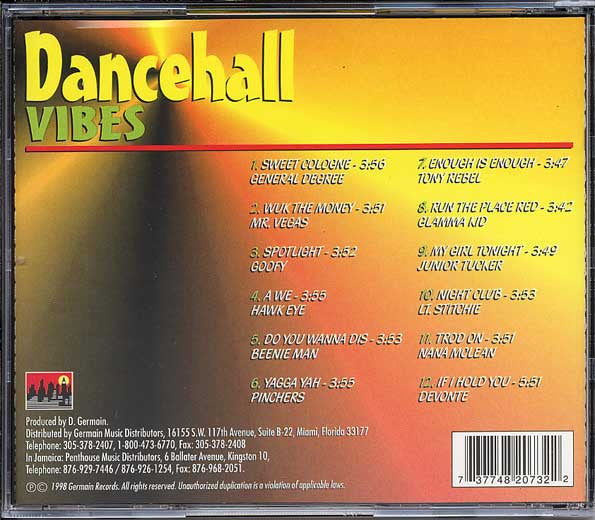 Dancehall
VIBES
1. SWEET COLOGNE - 3:56
GENERAL DEGREE
2. WUK THE MONEY - 3:51
MR. VEGAS
3. SPOTLIGHT - 3:52
GOOFY
4. A WE - 3:55
HAWK EYE
5. DO YOU WANNA DIS - 3:53
BEENIE MAN
6. YAGGA YAH - 3:55
PINCHERS
7. ENOUGH IS ENOUGH - 3:47
TONY REBEL
8. RUN THE PLACE RED - 3:42
GLAMMA KID
9. MY GIRL TONIGHT - 3:49
JUNIOR TUCKER
10. NIGHT CLUB - 3:53
LT. STITCHIE
11. TROD ON - 3:51
NANA MCLEAN
12. IF I HOLD YOU - 5:51
DEVONTE
Produced by D. Germain.
Distributed by Germain Music Distributors, 16155 S.W. 117th Avenue, Suite B-22, Miami, Florida 33177
Telephone: 305-378-2407, 1-800-473-6770, Fax: 305-378-2408
In Jamaica: Penthouse Music Distributors, 6 Ballater Avenue, Kingston 10,
Telephone: 876-929-7446 / 876-926-1254, Fax: 876-968-2051.
℗© 1998 Germain Records. All rights reserved. Unauthorized duplication is a violation of applicable laws.
7 37748 20732 2